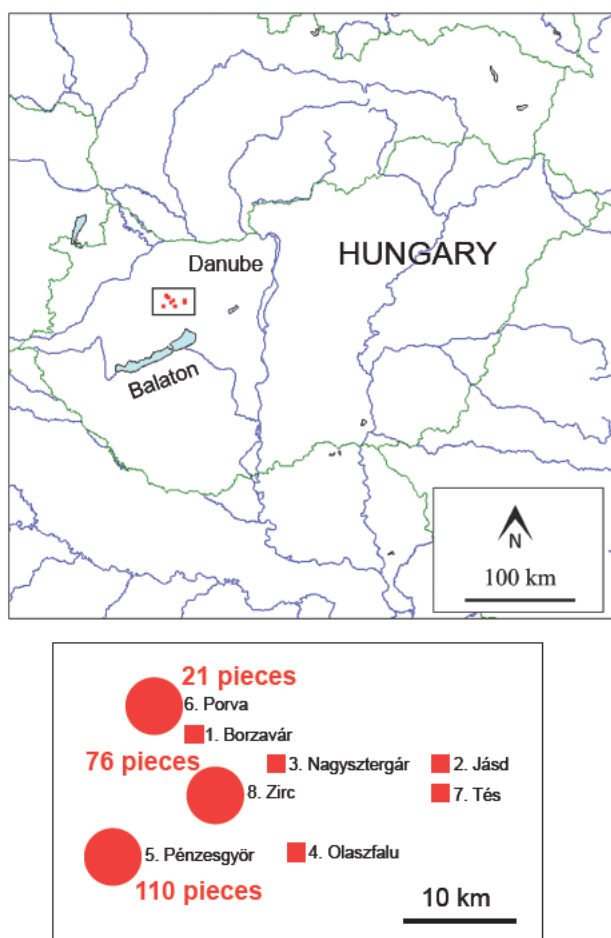 Danube
HUNGARY
Balaton
N
100 km
21 pieces
6. Porva
1. Borzavár
76 pieces
3. Nagysztergár
2. Jásd
8. Zirc
7. Tés
5. Pénzesgyör
4. Olaszfalu
110 pieces
10 km